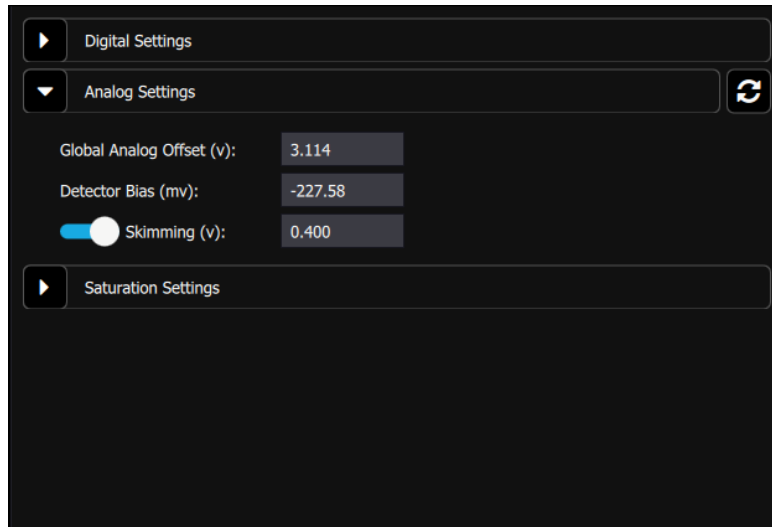 Digital Settings
Analog Settings
Global Analog Offset (v): 3.114
Detector Bias (mv): -227.58
Skimming (v): 0.400
Saturation Settings